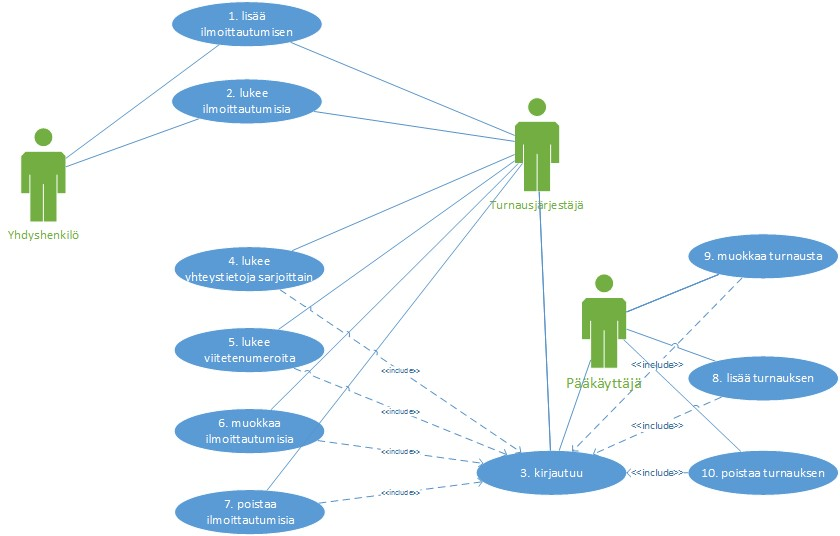 1. lisää
ilmoittautumisen
2. lukee
ilmoittautumisia
Yhdyshenkilö
Turnausjärjestäjä
4. lukee
yhteystietoja sarjoittain
5. lukee
viitetenumeroita
6. muokkaa
ilmoittautumisia
7. poistaa
ilmoittautumisia
<<include>>
<<include>>
<<include>>
<<include>>
3. kirjautuu
Pääkäyttäjä
9. muokkaa turnausta
<<include>>
8. lisää turnauksen
<<include>>
<<include>>
10. poistaa turnauksen